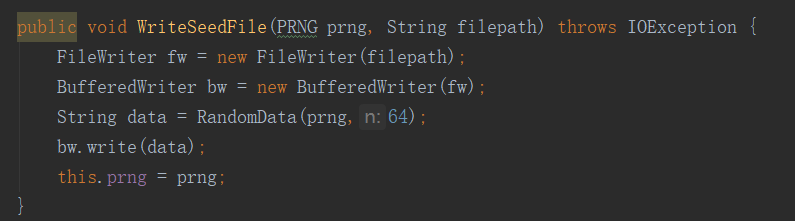 public void WriteSeedFile(PRNG prng, String filepath) throws IOException {
    FileWriter fw = new FileWriter(filepath);
    BufferedWriter bw = new BufferedWriter(fw);
    String data = RandomData(prng, n: 64);
    bw.write(data);
    this.prng = prng;
}